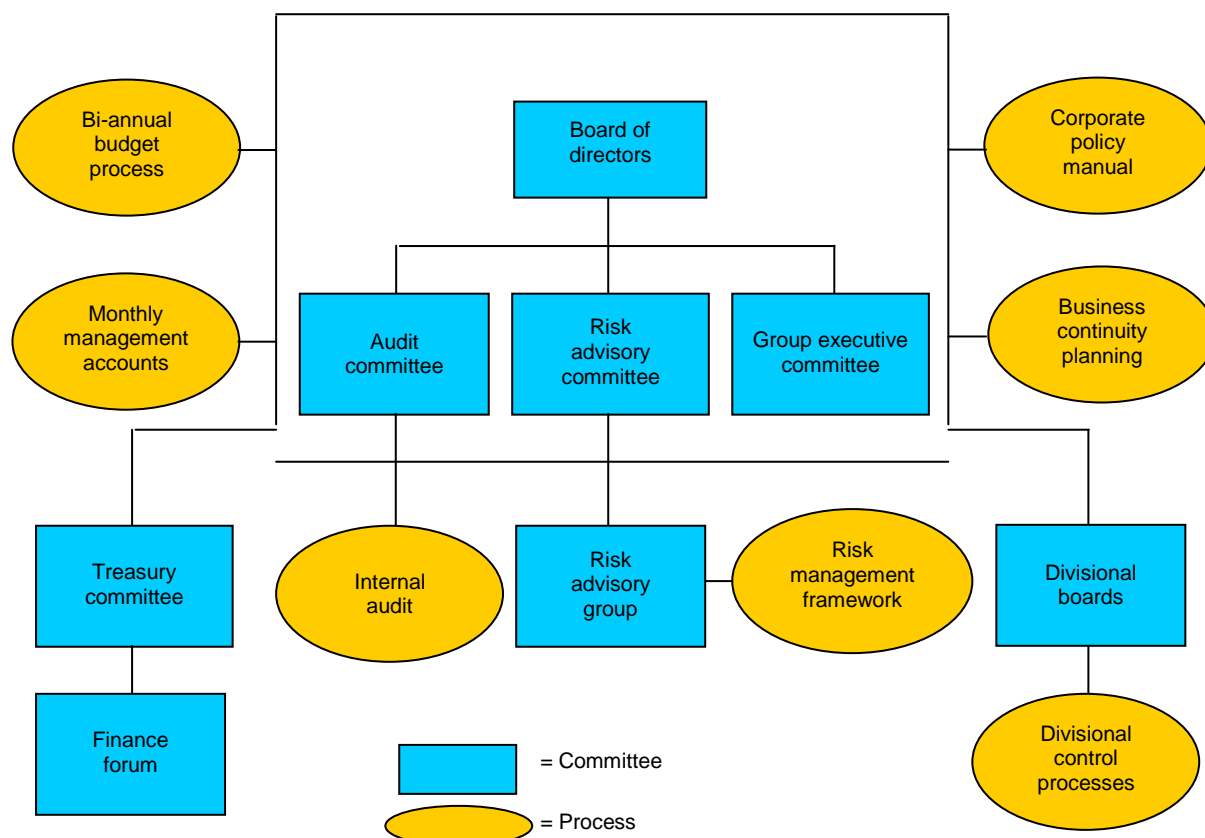 Bi-annual
budget
process
Board of
directors
Corporate
policy
manual
Monthly
management
accounts
Audit
committee
Risk
advisory
committee
Group executive
committee
Business
continuity
planning
Treasury
committee
Internal
audit
Risk
advisory
group
Risk
management
framework
Divisional
boards
Finance
forum
Divisional
control
processes
= Committee
= Process